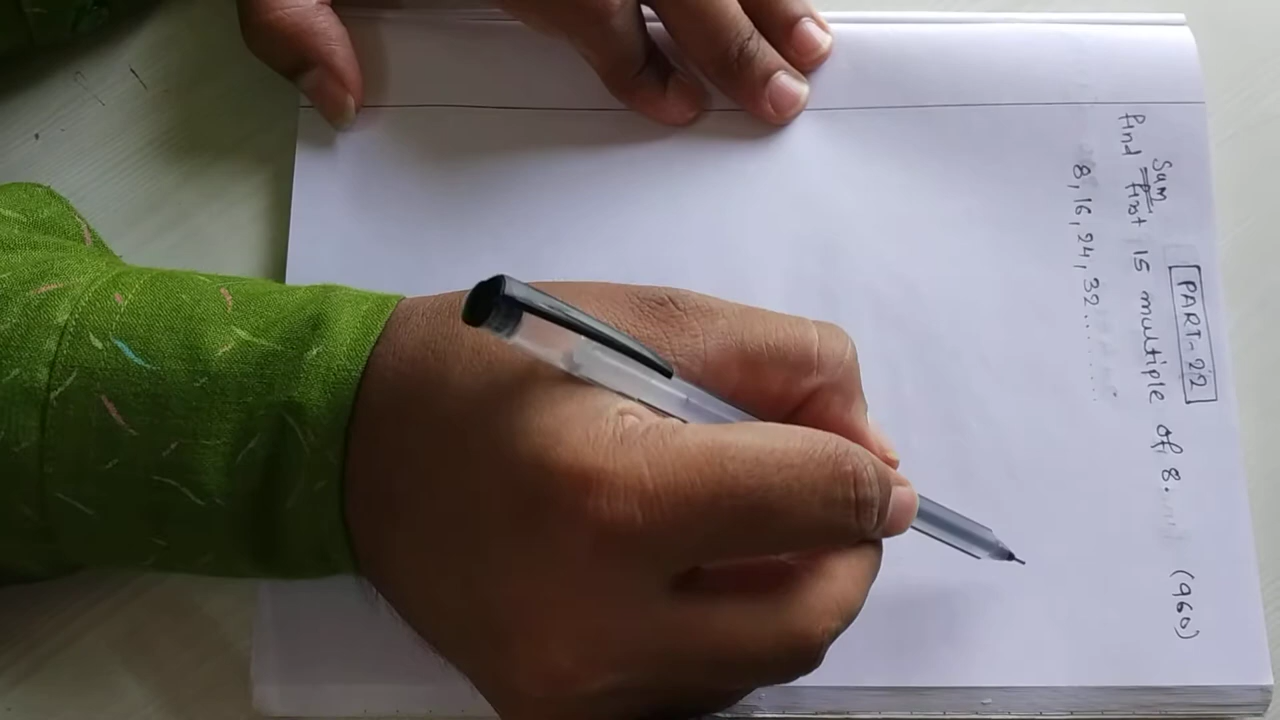 PART-22
Sum
find first 15 multiple of 8. (960)
8, 16, 24, 32..........